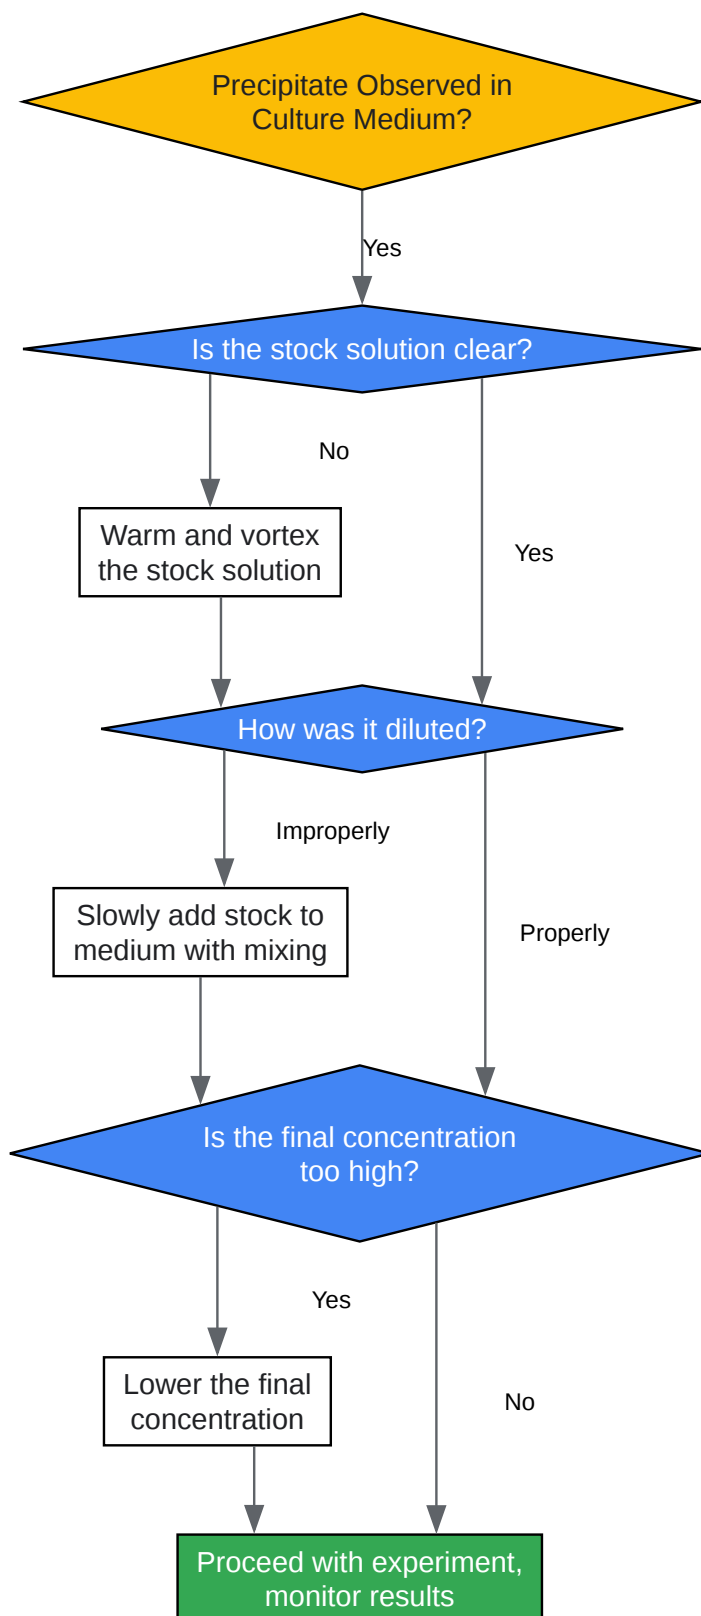 Precipitate Observed in
Culture Medium?
Yes
Is the stock solution clear?
No
Warm and vortex
the stock solution
Yes
How was it diluted?
Improperly
Slowly add stock to
medium with mixing
Properly
Is the final concentration
too high?
Yes
Lower the final
concentration
No
Proceed with experiment,
monitor results